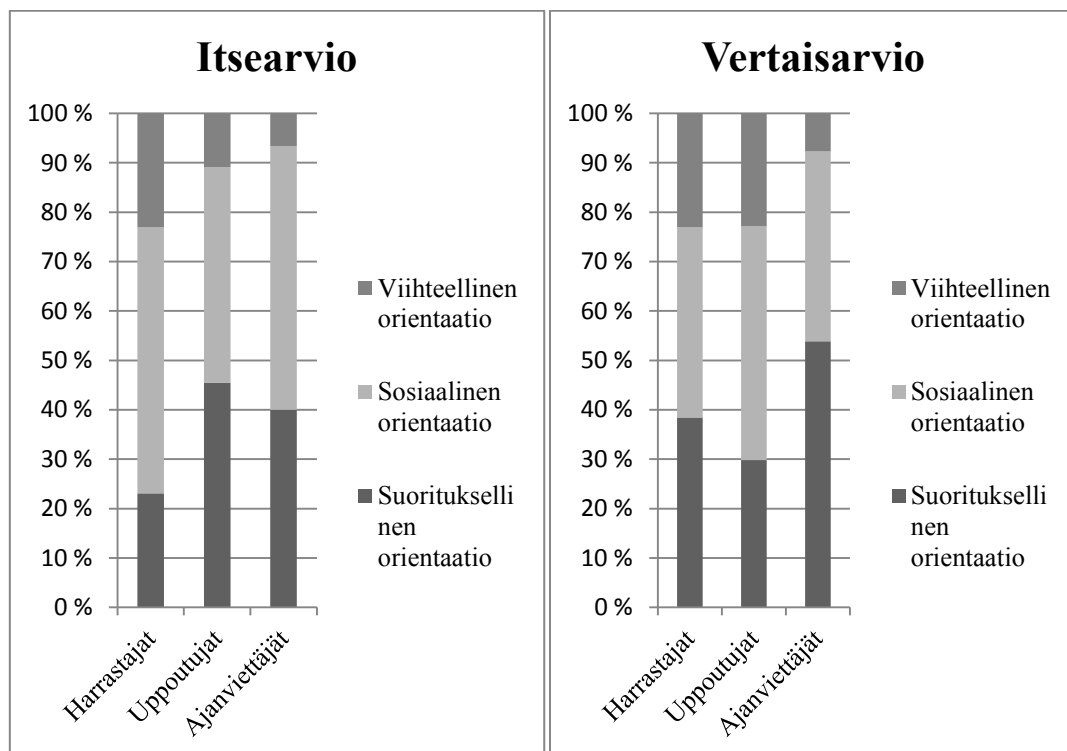 Itsearvio
100 %
90 %
80 %
70 %
60 %
50 %
40 %
30 %
20 %
10 %
0 %
Harrastajat
Uppoutujat
Ajanviettäjät
Viihteellinen
orientaatio
Sosiaalinen
orientaatio
Suoritukselli
nen
orientaatio
Vertaisarvio
100 %
90 %
80 %
70 %
60 %
50 %
40 %
30 %
20 %
10 %
0 %
Harrastajat
Uppoutujat
Ajanviettäjät
Viihteellinen
orientaatio
Sosiaalinen
orientaatio
Suoritukselli
nen
orientaatio